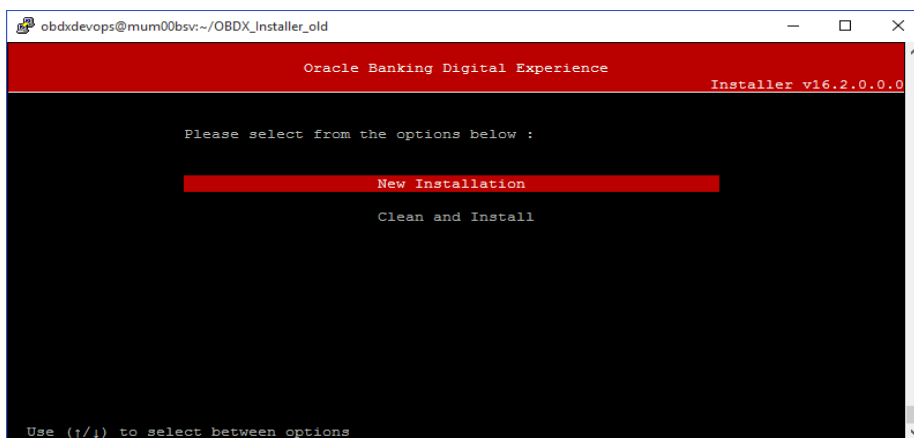 obdxdevops@mum00bsv:~/OBDX_Installer_old
Oracle Banking Digital Experience
Installer v16.2.0.0.0
Please select from the options below :
New Installation
Clean and Install
Use (↑/↓) to select between options